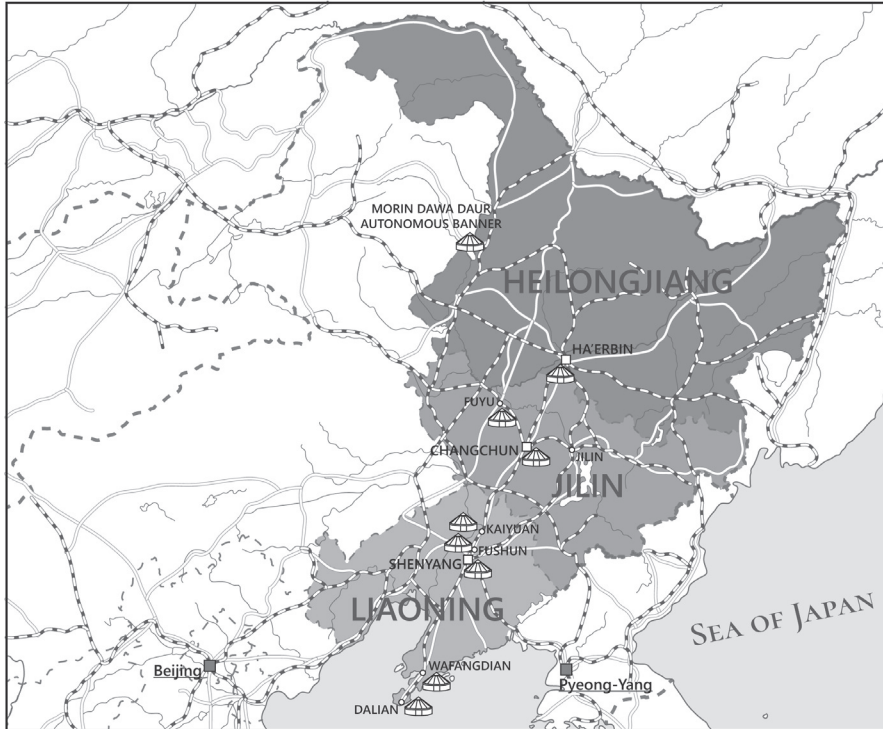 MORIN DAWA DAUR
AUTONOMOUS BANNER
HEILONGJIANG
HA'ERBIN
FUYU
CHANGCHUN
JILIN
JILIN
KAIYUAN
FUSHUN
SHENYANG
LIAONING
SEA OF JAPAN
WAFANGDIAN
Beijing
Pyeong-Yang
DALIAN